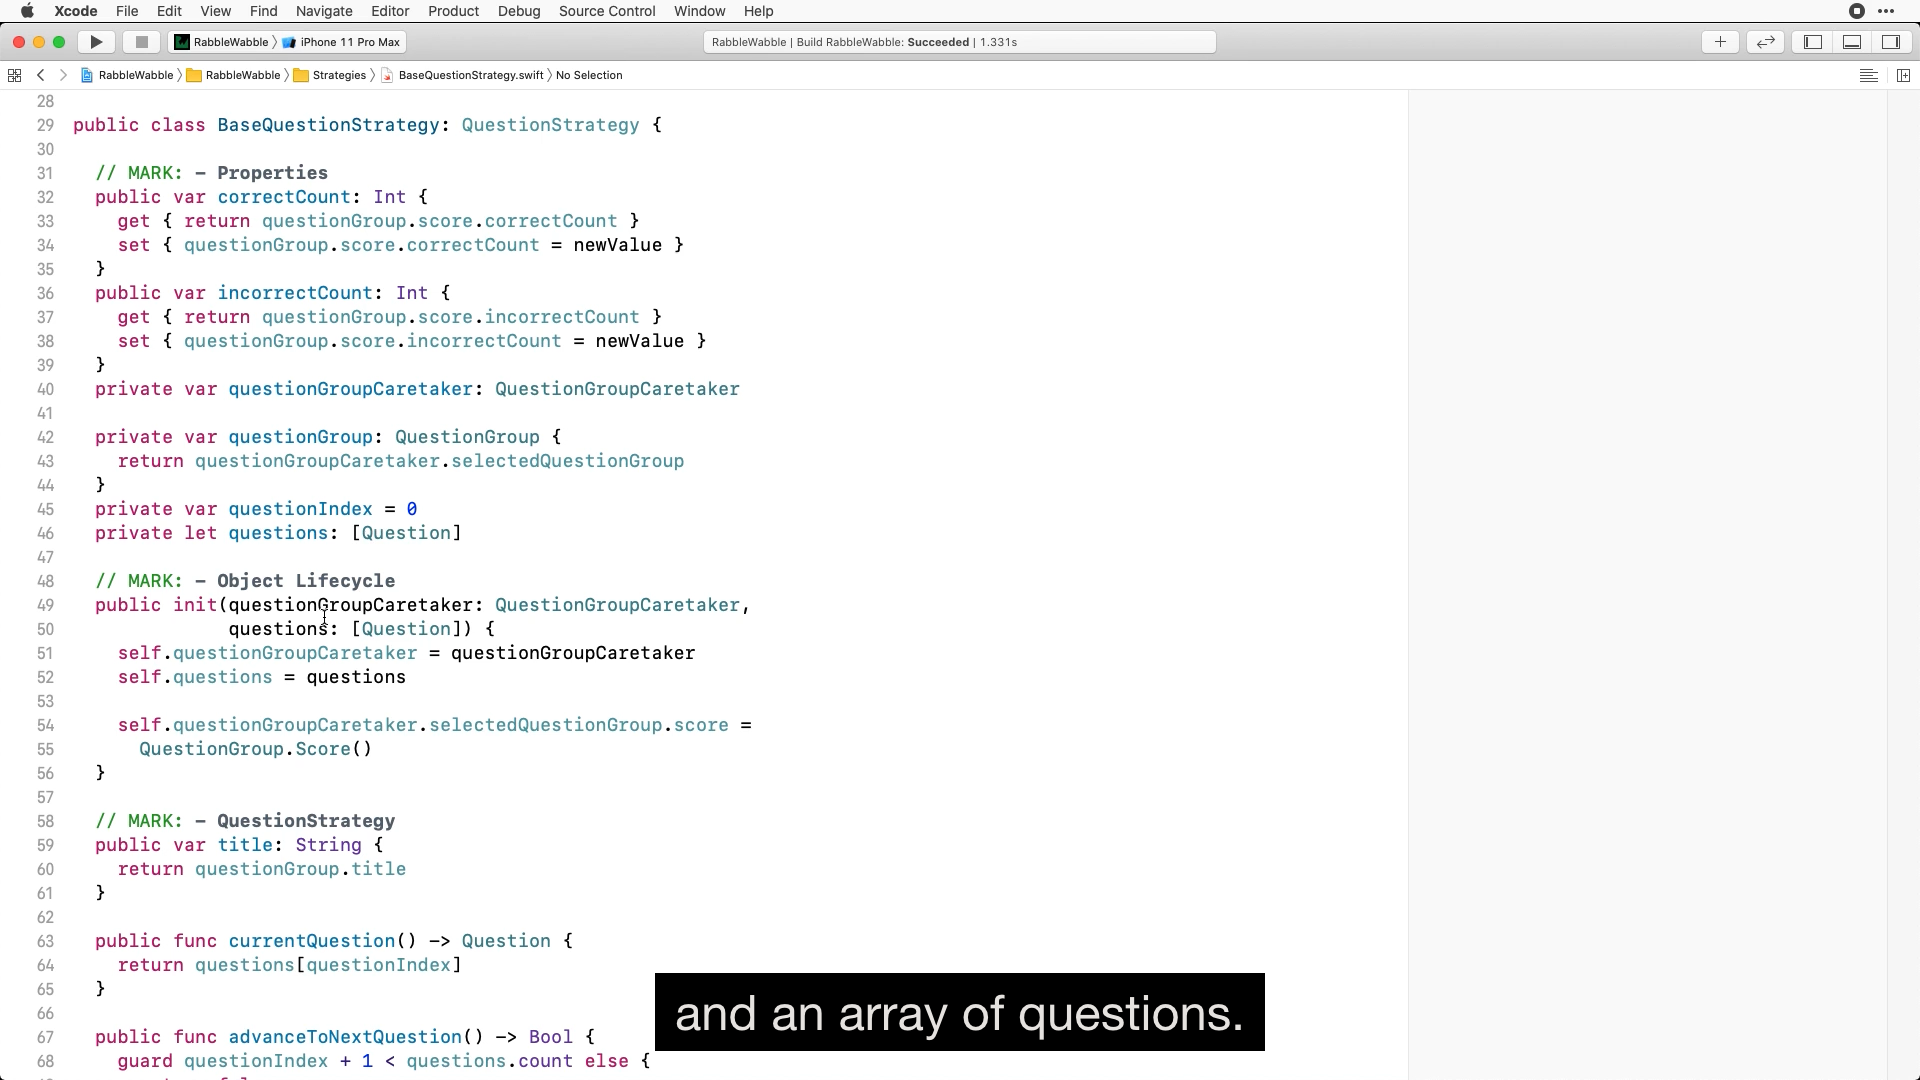 Xcode File Edit View Find Navigate Editor Product Debug Source Control Window Help
RabbleWabble 〉 iPhone 11 Pro Max
RabbleWabble | Build RabbleWabble: Succeeded | 1.331s
RabbleWabble 〉 RabbleWabble 〉 Strategies 〉 BaseQuestionStrategy.swift 〉 No Selection
28
29 public class BaseQuestionStrategy: QuestionStrategy {
30
31 // MARK: - Properties
32 public var correctCount: Int {
33 get { return questionGroup.score.correctCount }
34 set { questionGroup.score.correctCount = newValue }
35 }
36 public var incorrectCount: Int {
37 get { return questionGroup.score.incorrectCount }
38 set { questionGroup.score.incorrectCount = newValue }
39 }
40 private var questionGroupCaretaker: QuestionGroupCaretaker
41
42 private var questionGroup: QuestionGroup {
43 return questionGroupCaretaker.selectedQuestionGroup
44 }
45 private var questionIndex = 0
46 private let questions: [Question]
47
48 // MARK: - Object Lifecycle
49 public init(questionGroupCaretaker: QuestionGroupCaretaker,
50 questions: [Question]) {
51 self.questionGroupCaretaker = questionGroupCaretaker
52 self.questions = questions
53
54 self.questionGroupCaretaker.selectedQuestionGroup.score =
55 QuestionGroup.Score()
56 }
57
58 // MARK: - QuestionStrategy
59 public var title: String {
60 return questionGroup.title
61 }
62
63 public func currentQuestion() -> Question {
64 return questions[questionIndex]
65 }
66
67 public func advanceToNextQuestion() -> Bool {
68 guard questionIndex + 1 < questions.count else {
and an array of questions.